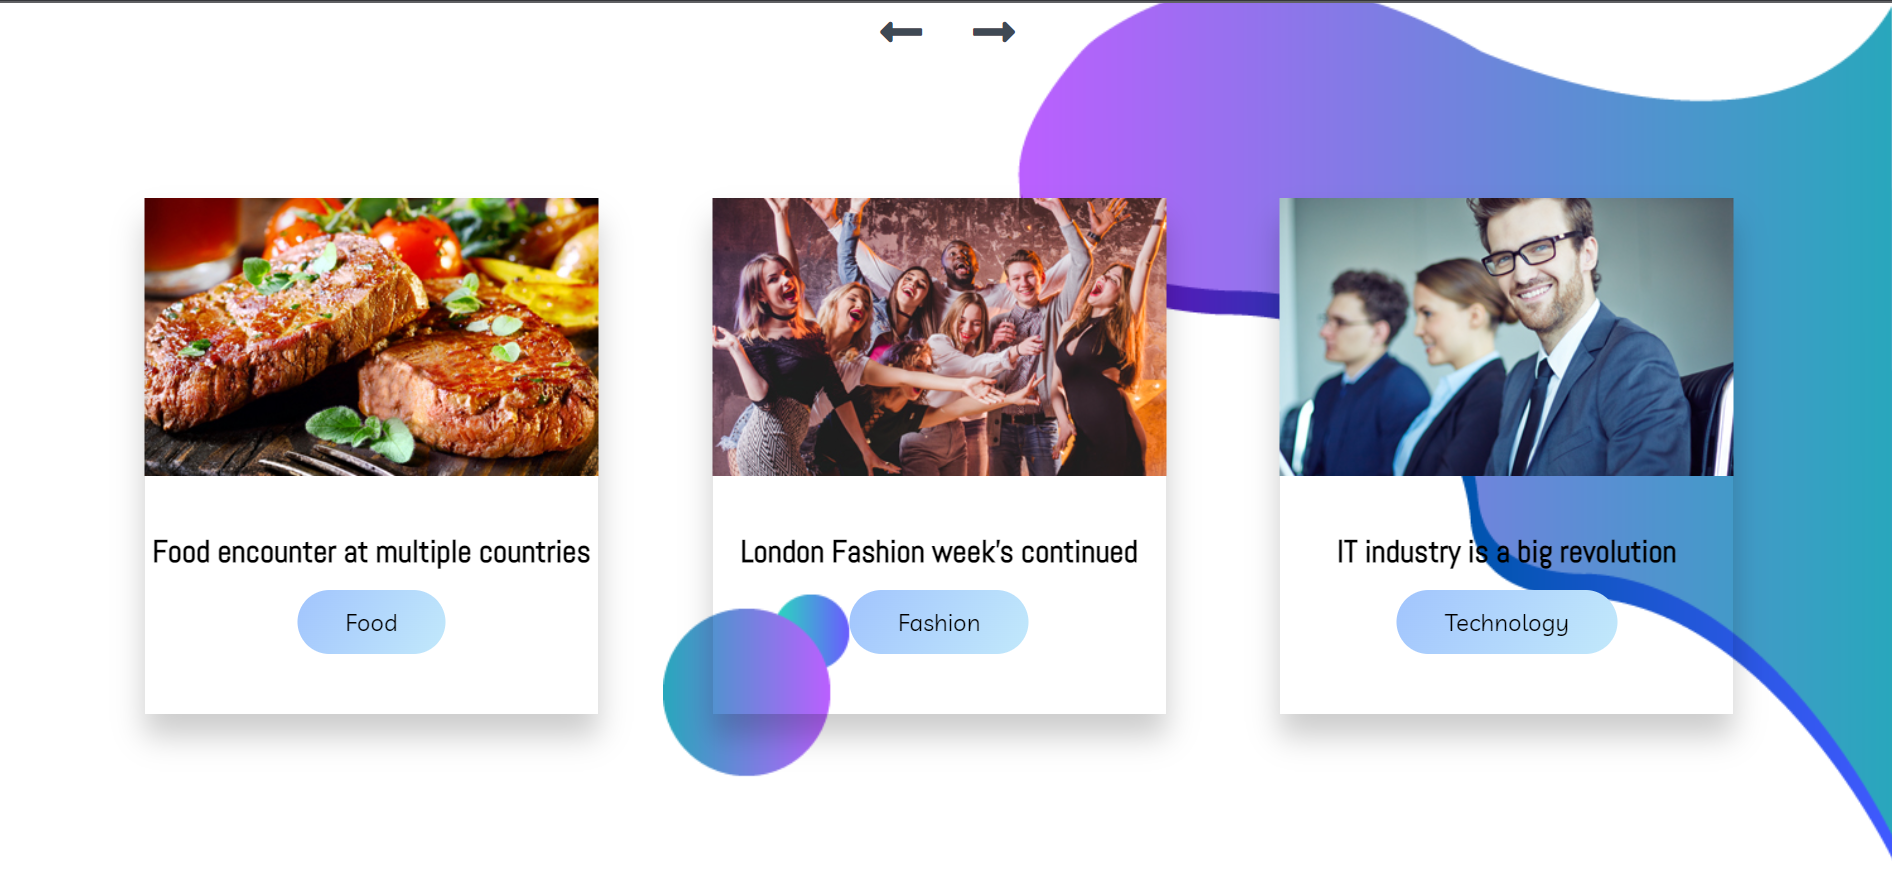 Food encounter at multiple countries
Food
London Fashion week's continued
Fashion
IT industry is a big revolution
Technology